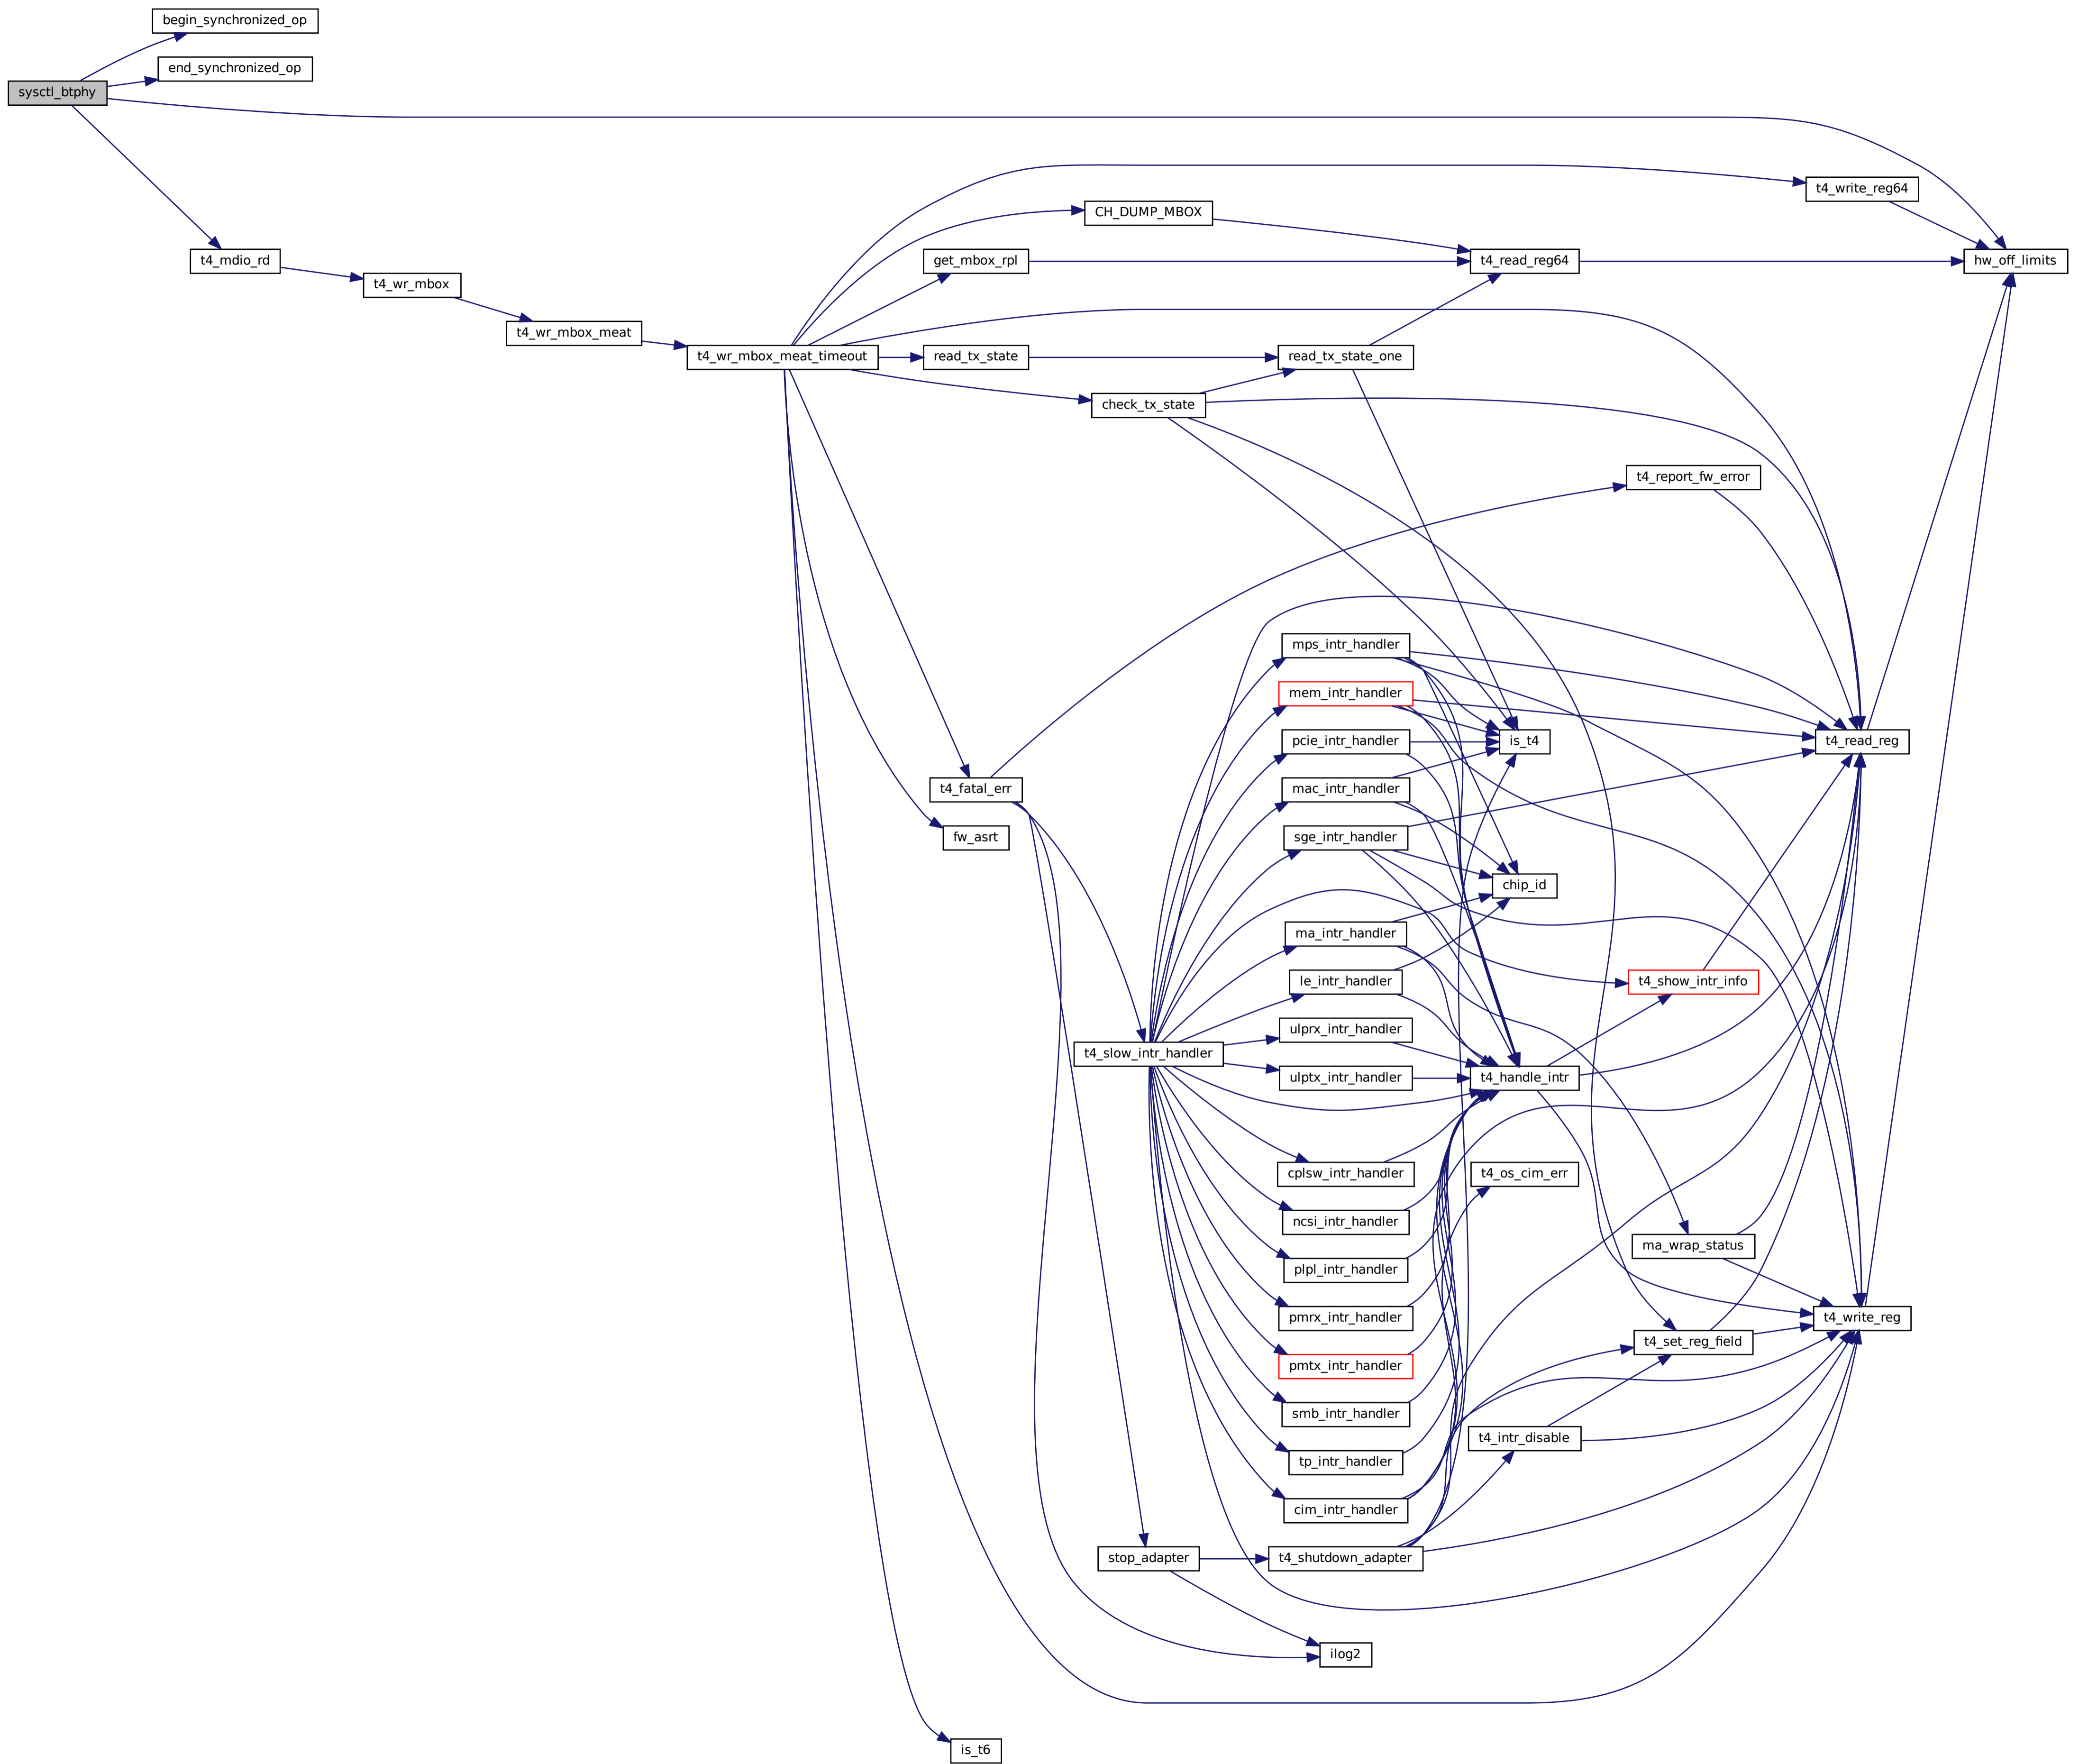 begin_synchronized_op
end_synchronized_op
sysctl_btphy
t4_write_reg64
CH_DUMP_MBOX
t4_mdio_rd
get_mbox_rpl
t4_read_reg64
hw_off_limits
t4_wr_mbox
t4_wr_mbox_meat
t4_wr_mbox_meat_timeout
read_tx_state
read_tx_state_one
check_tx_state
t4_report_fw_error
mps_intr_handler
mem_intr_handler
pcie_intr_handler
is_t4
t4_read_reg
t4_fatal_err
mac_intr_handler
fw_asrt
sge_intr_handler
chip_id
ma_intr_handler
le_intr_handler
t4_show_intr_info
ulprx_intr_handler
t4_slow_intr_handler
ulptx_intr_handler
t4_handle_intr
cplsw_intr_handler
t4_os_cim_err
ncsi_intr_handler
ma_wrap_status
plpl_intr_handler
pmrx_intr_handler
t4_write_reg
t4_set_reg_field
pmtx_intr_handler
smb_intr_handler
t4_intr_disable
tp_intr_handler
cim_intr_handler
stop_adapter
t4_shutdown_adapter
ilog2
is_t6